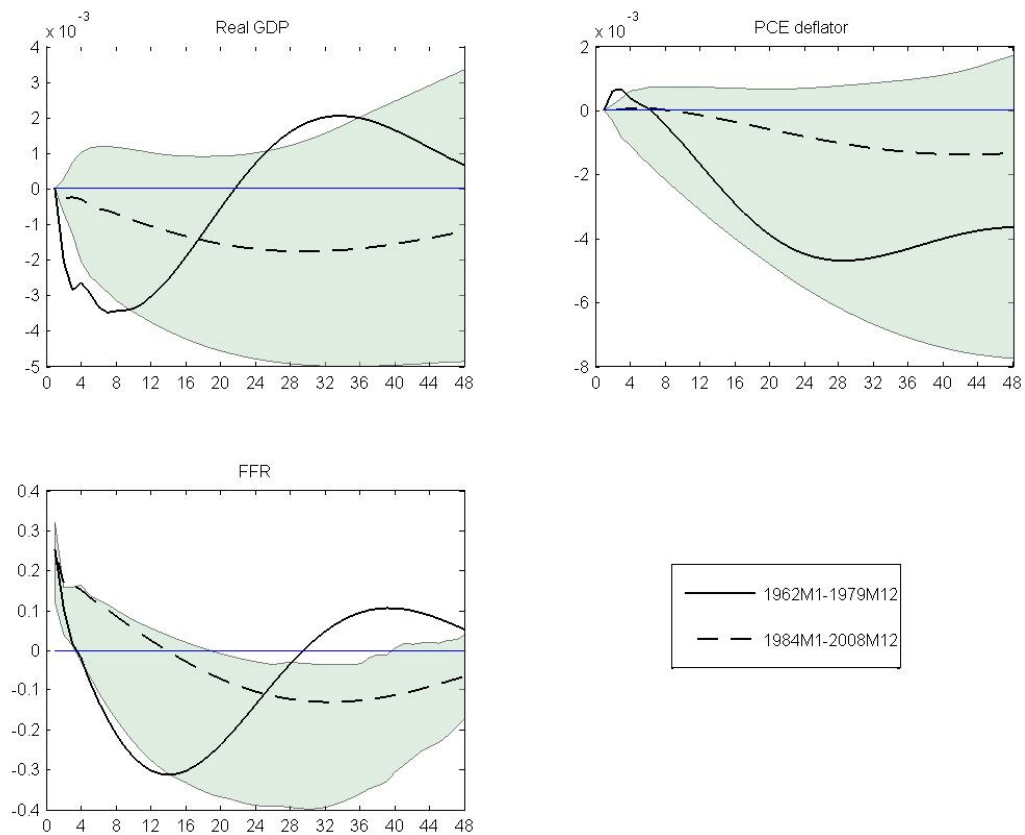 x 10⁻³
Real GDP
4
3
2
1
0
-1
-2
-3
-4
-5
0 4 8 12 16 20 24 28 32 36 40 44 48
x 10⁻³
PCE deflator
2
0
-2
-4
-6
-8
0 4 8 12 16 20 24 28 32 36 40 44 48
FFR
0.4
0.3
0.2
0.1
0
-0.1
-0.2
-0.3
-0.4
0 4 8 12 16 20 24 28 32 36 40 44 48
1962M1-1979M12
1984M1-2008M12